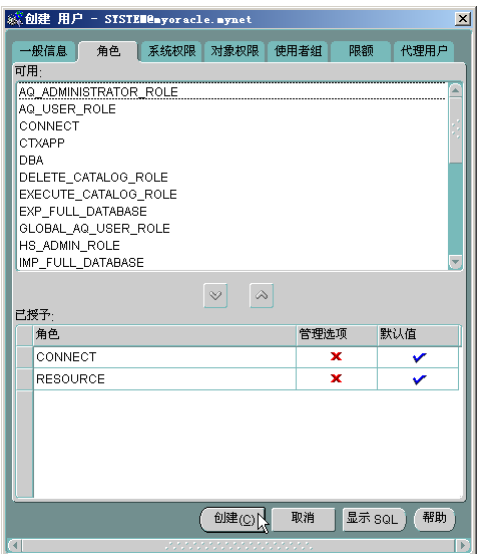 创建 用户 - SYSTEM@myoracle.mynet
一般信息 角色 系统权限 对象权限 使用者组 限额 代理用户
可用:
AQ_ADMINISTRATOR_ROLE
AQ_USER_ROLE
CONNECT
CTXAPP
DBA
DELETE_CATALOG_ROLE
EXECUTE_CATALOG_ROLE
EXP_FULL_DATABASE
GLOBAL_AQ_USER_ROLE
HS_ADMIN_ROLE
IMP_FULL_DATABASE
已授予:
角色 管理选项 默认值
CONNECT
RESOURCE
创建(C) 取消 显示 SQL 帮助